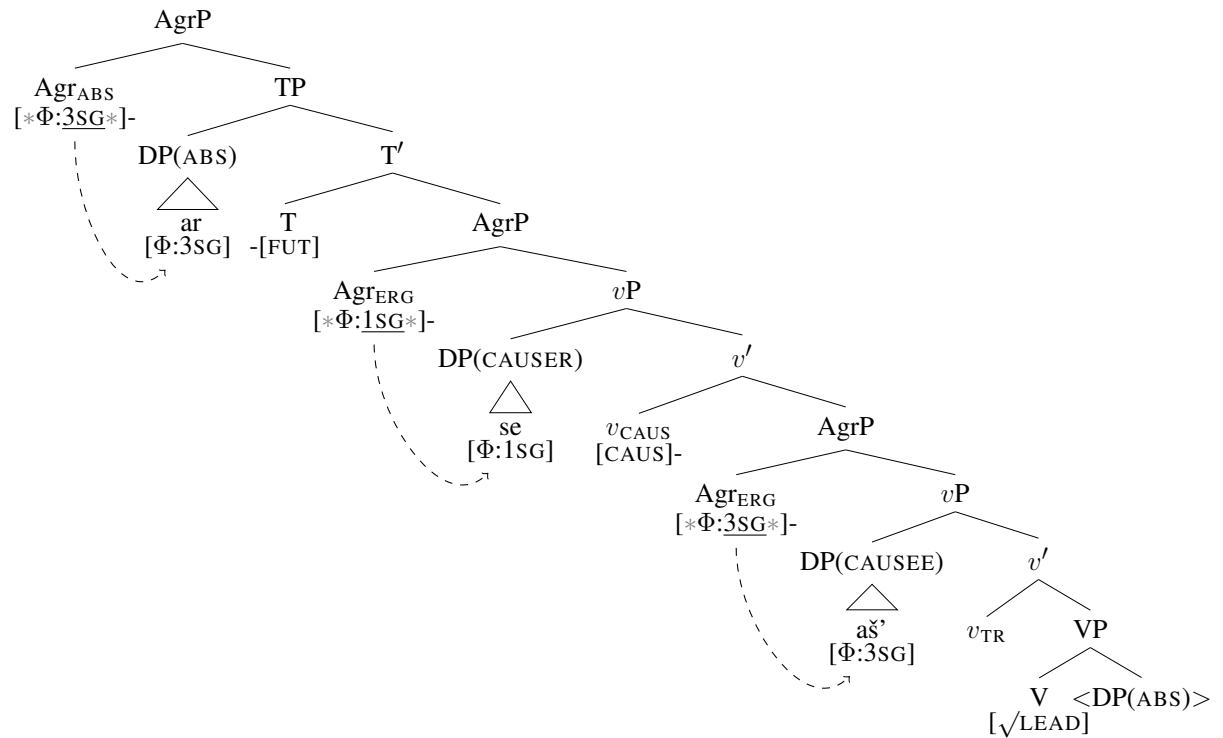 AgrP
AgrABS TP
[∗Φ:3SG∗]-
DP(ABS) T′
ar T AgrP
[Φ:3SG] -[FUT]
AgrERG vP
[∗Φ:1SG∗]-
DP(CAUSER) v′
se vCAUS AgrP
[Φ:1SG] [CAUS]-
AgrERG vP
[∗Φ:3SG∗]-
DP(CAUSEE) v′
aš’ vTR VP
[Φ:3SG]
V <DP(ABS)>
[√LEAD]